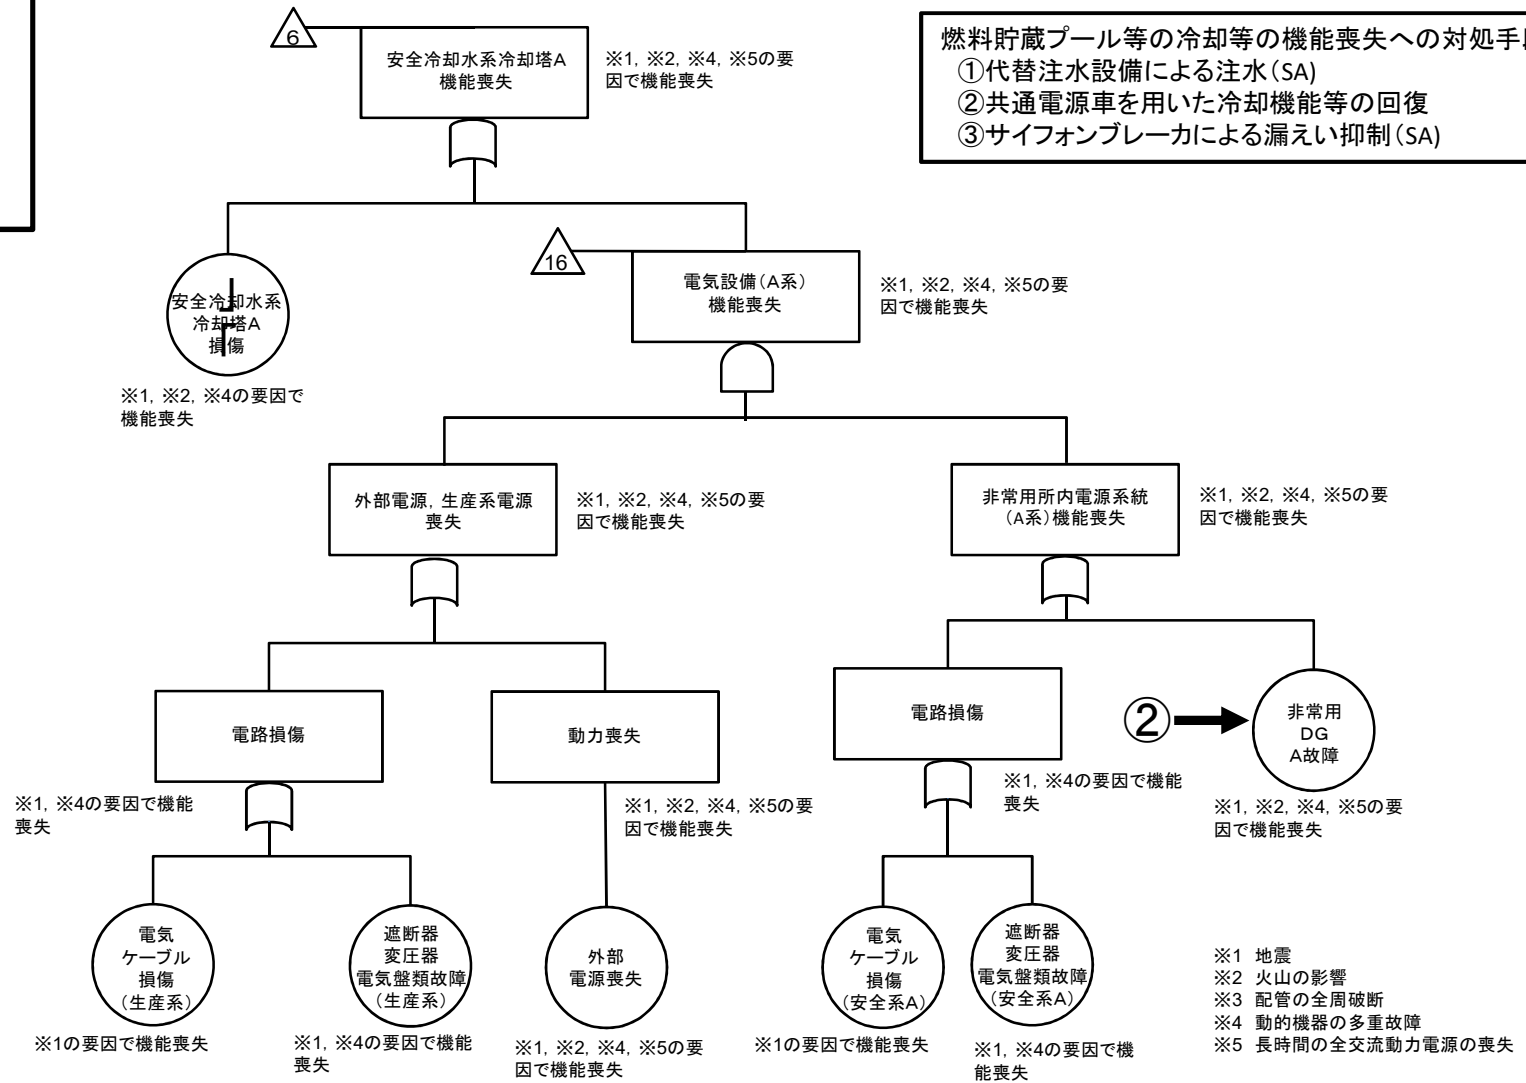 6
安全冷却水系冷却塔A
機能喪失
※1, ※2, ※4, ※5の要
因で機能喪失
燃料貯蔵プール等の冷却等の機能喪失への対処手
①代替注水設備による注水(SA)
②共通電源車を用いた冷却機能等の回復
③サイフォンブレーカによる漏えい抑制(SA)
安全冷却水系
冷却塔A
損傷
※1, ※2, ※4の要因で
機能喪失
16
電気設備(A系)
機能喪失
※1, ※2, ※4, ※5の要
因で機能喪失
外部電源, 生産系電源
喪失
※1, ※2, ※4, ※5の要
因で機能喪失
非常用所内電源系統
(A系)機能喪失
※1, ※2, ※4, ※5の要
因で機能喪失
電路損傷
※1, ※4の要因で機能
喪失
動力喪失
※1, ※2, ※4, ※5の要
因で機能喪失
電路損傷
※1, ※4の要因で機能
喪失
②
非常用
DG
A故障
※1, ※2, ※4, ※5の要
因で機能喪失
電気
ケーブル
損傷
(生産系)
※1の要因で機能喪失
遮断器
変圧器
電気盤類故障
(生産系)
※1, ※4の要因で機能
喪失
外部
電源喪失
※1, ※2, ※4, ※5の要
因で機能喪失
電気
ケーブル
損傷
(安全系A)
※1の要因で機能喪失
遮断器
変圧器
電気盤類故障
(安全系A)
※1, ※4の要因で機
能喪失
※1 地震
※2 火山の影響
※3 配管の全周破断
※4 動的機器の多重故障
※5 長時間の全交流動力電源の喪失